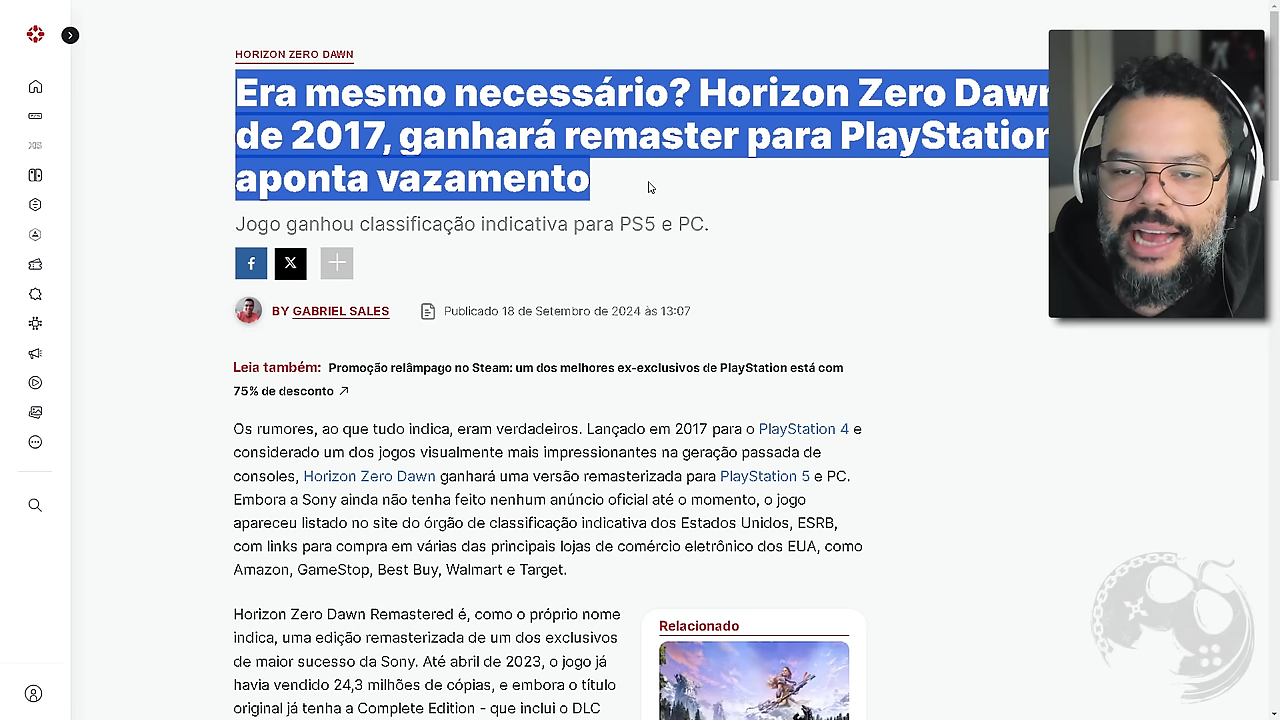 HORIZON ZERO DAWN
Era mesmo necessário? Horizon Zero Dawn
de 2017, ganhará remaster para PlayStation
aponta vazamento
Jogo ganhou classificação indicativa para PS5 e PC.
BY GABRIEL SALES
Publicado 18 de Setembro de 2024 às 13:07
Leia também: Promoção relâmpago no Steam: um dos melhores ex-exclusivos de PlayStation está com
75% de desconto
Os rumores, ao que tudo indica, eram verdadeiros. Lançado em 2017 para o PlayStation 4 e
considerado um dos jogos visualmente mais impressionantes na geração passada de
consoles, Horizon Zero Dawn ganhará uma versão remasterizada para PlayStation 5 e PC.
Embora a Sony ainda não tenha feito nenhum anúncio oficial até o momento, o jogo
apareceu listado no site do órgão de classificação indicativa dos Estados Unidos, ESRB,
com links para compra em várias das principais lojas de comércio eletrônico dos EUA, como
Amazon, GameStop, Best Buy, Walmart e Target.
Horizon Zero Dawn Remastered é, como o próprio nome
indica, uma edição remasterizada de um dos exclusivos
de maior sucesso da Sony. Até abril de 2023, o jogo já
havia vendido 24,3 milhões de cópias, e embora o título
original já tenha a Complete Edition - que inclui o DLC
Relacionado